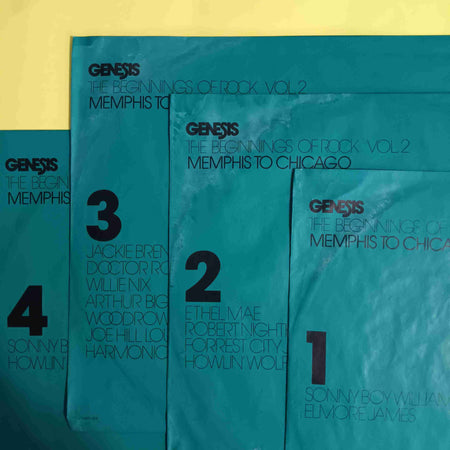 GENESIS
THE BEGINNINGS OF ROCK VOL.2
MEMPHIS TO
3
JACKIE BREN
DOCTOR RO
WILLIE NIX
ARTHUR BIG
WOODROW
JOE HILL LOU
HARMONIC
GENESIS
THE BEGINNINGS OF ROCK VOL.2
MEMPHIS TO CHICAGO
2
ETHEL MAE
ROBERT NIGHTH
FORREST CITY
HOWLIN' WOLF
GENESIS
THE BEGINN
MEMPHIS
4
SONNY B
HOWLIN'
GENESIS
THE BEGINNINGS OF
MEMPHIS TO CHICA
1
SONNY BOY WILLIAM
ELMORE JAMES